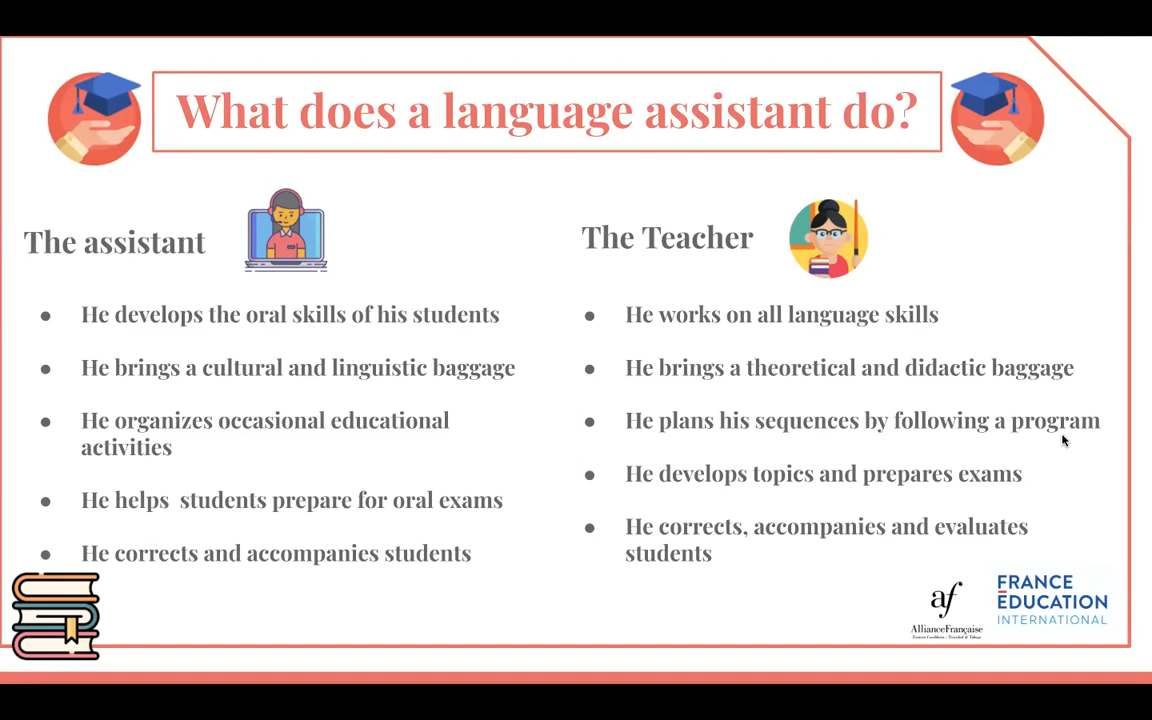 What does a language assistant do?
The assistant
He develops the oral skills of his students
He brings a cultural and linguistic baggage
He organizes occasional educational
activities
He helps  students prepare for oral exams
He corrects and accompanies students
The Teacher
He works on all language skills
He brings a theoretical and didactic baggage
He plans his sequences by following a program
He develops topics and prepares exams
He corrects, accompanies and evaluates
students
af
AllianceFrançaise
FRANCE
EDUCATION
INTERNATIONAL